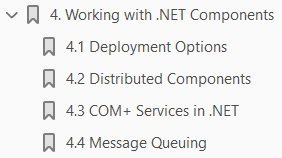 4. Working with .NET Components
4.1 Deployment Options
4.2 Distributed Components
4.3 COM+ Services in .NET
4.4 Message Queuing